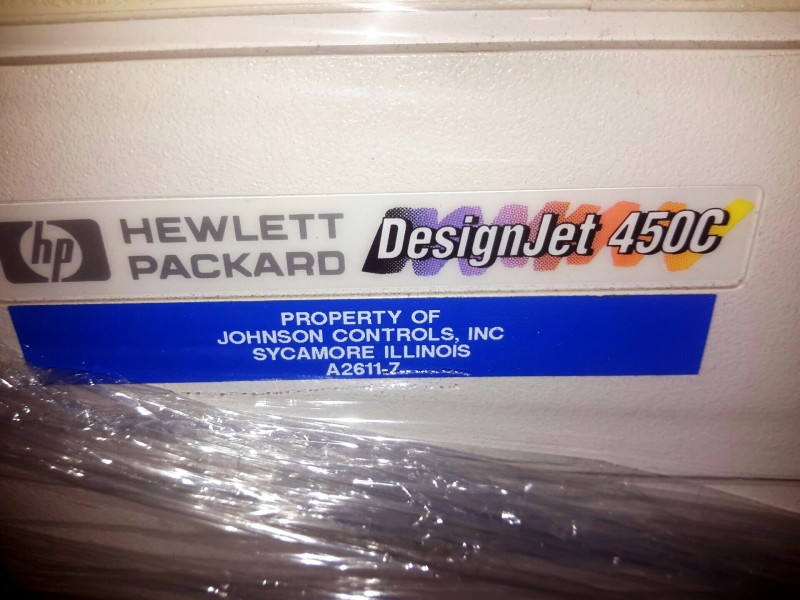 hp HEWLETT PACKARD DesignJet 450C
PROPERTY OF
JOHNSON CONTROLS, INC
SYCAMORE ILLINOIS
A2611-7